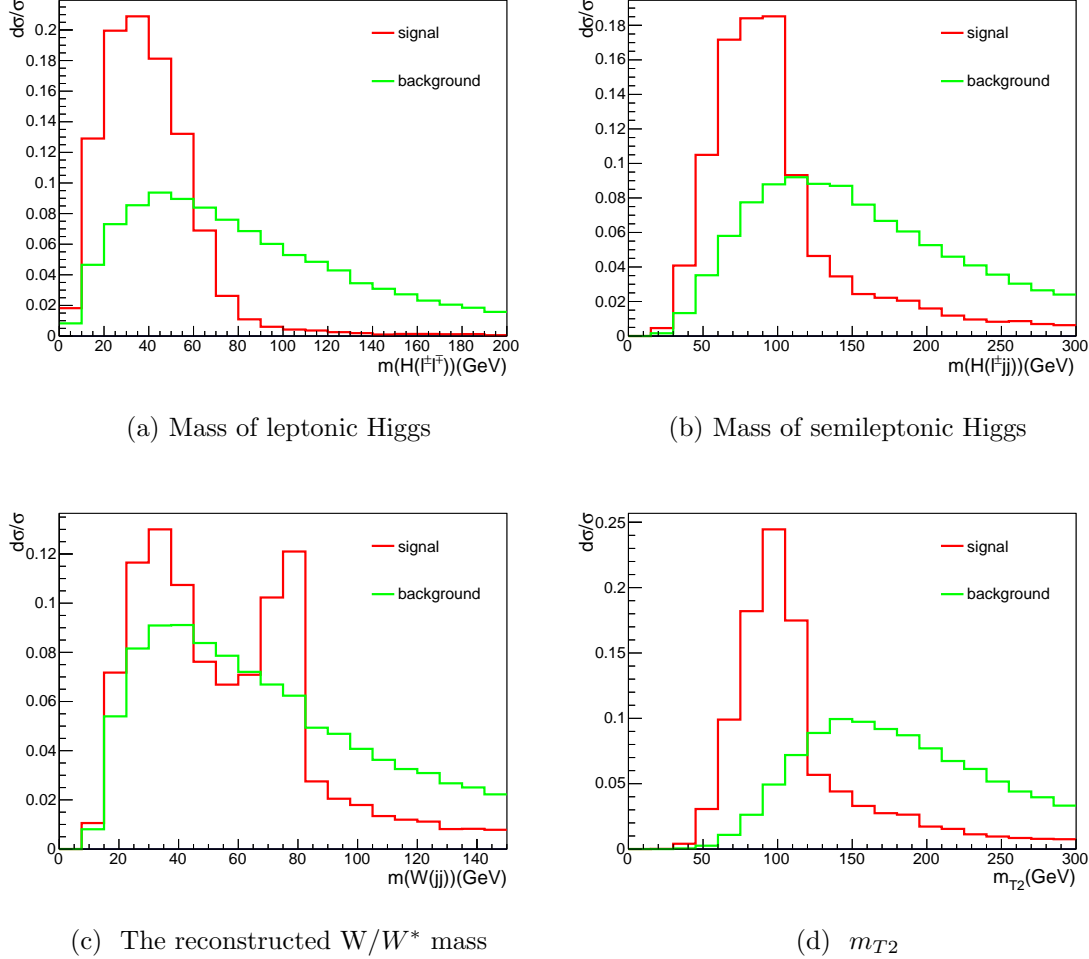 dσ/σ
0.2
0.18
0.16
0.14
0.12
0.1
0.08
0.06
0.04
0.02
0
0 20 40 60 80 100 120 140 160 180 200
m(H(l±l∓))(GeV)
signal
background
(a) Mass of leptonic Higgs
dσ/σ
0.18
0.16
0.14
0.12
0.1
0.08
0.06
0.04
0.02
0
0 50 100 150 200 250 300
m(H(l±jj))(GeV)
signal
background
(b) Mass of semileptonic Higgs
dσ/σ
0.12
0.1
0.08
0.06
0.04
0.02
0
0 20 40 60 80 100 120 140
m(W(jj))(GeV)
signal
background
(c) The reconstructed W/W* mass
dσ/σ
0.25
0.2
0.15
0.1
0.05
0
0 50 100 150 200 250 300
m_T2(GeV)
signal
background
(d) m_T2